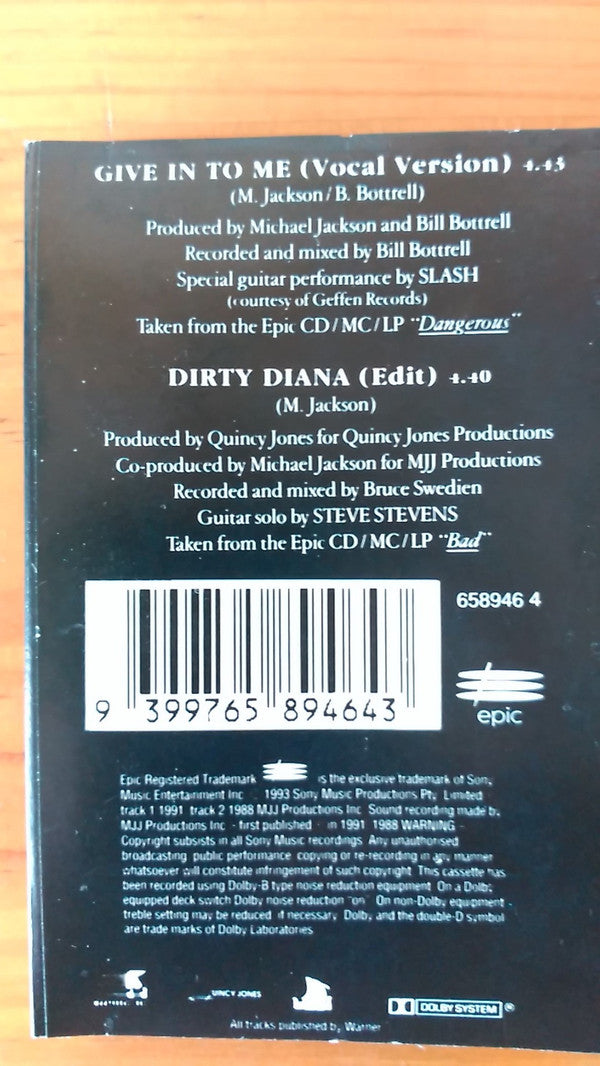 GIVE IN TO ME (Vocal Version) 4.43
(M. Jackson/B. Bottrell)
Produced by Michael Jackson and Bill Bottrell
Recorded and mixed by Bill Bottrell
Special guitar performance by SLASH
(courtesy of Geffen Records)
Taken from the Epic CD/MC/LP "Dangerous"
DIRTY DIANA (Edit) 4.40
(M. Jackson)
Produced by Quincy Jones for Quincy Jones Productions
Co-produced by Michael Jackson for MJJ Productions
Recorded and mixed by Bruce Swedien
Guitar solo by STEVE STEVENS
Taken from the Epic CD/MC/LP "Bad"
658946 4
epic
9 399765 894643
Epic Registered Trademark is the exclusive trademark of Sony
Music Entertainment Inc 1993 Sony Music Productions Pty Limited
track 1 1991 track 2 1988 MJJ Productions Inc Sound recording made by
MJJ Productions Inc - first published in 1991 1988 WARNING -
Copyright subsists in all Sony Music recordings Any unauthorised
broadcasting public performance copying or re-recording in any manner
whatsoever will constitute infringement of such copyright This cassette has
been recorded using Dolby-B type noise reduction equipment On a Dolby
equipped deck switch Dolby noise reduction "on" On non-Dolby equipment
treble setting may be reduced if necessary Dolby and the double-D symbol
are trade marks of Dolby Laboratories
QUINCY JONES
DOLBY SYSTEM ®
All tracks published by Warner